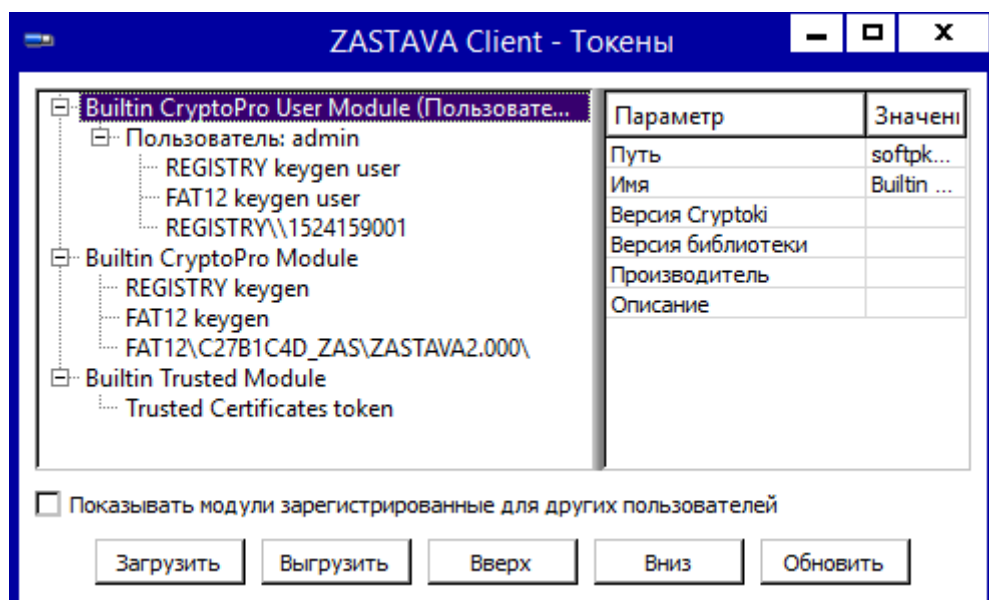 ZASTAVA Client - Токены
Builtin CryptoPro User Module (Пользовате...
Пользователь: admin
REGISTRY keygen user
FAT12 keygen user
REGISTRY\\1524159001
Builtin CryptoPro Module
REGISTRY keygen
FAT12 keygen
FAT12\C27B1C4D_ZAS\ZASTAVA2.000\
Builtin Trusted Module
Trusted Certificates token
Параметр Значени
Путь softpk...
Имя Builtin ...
Версия Cryptoki
Версия библиотеки
Производитель
Описание
Показывать модули зарегистрированные для других пользователей
Загрузить Выгрузить Вверх Вниз Обновить